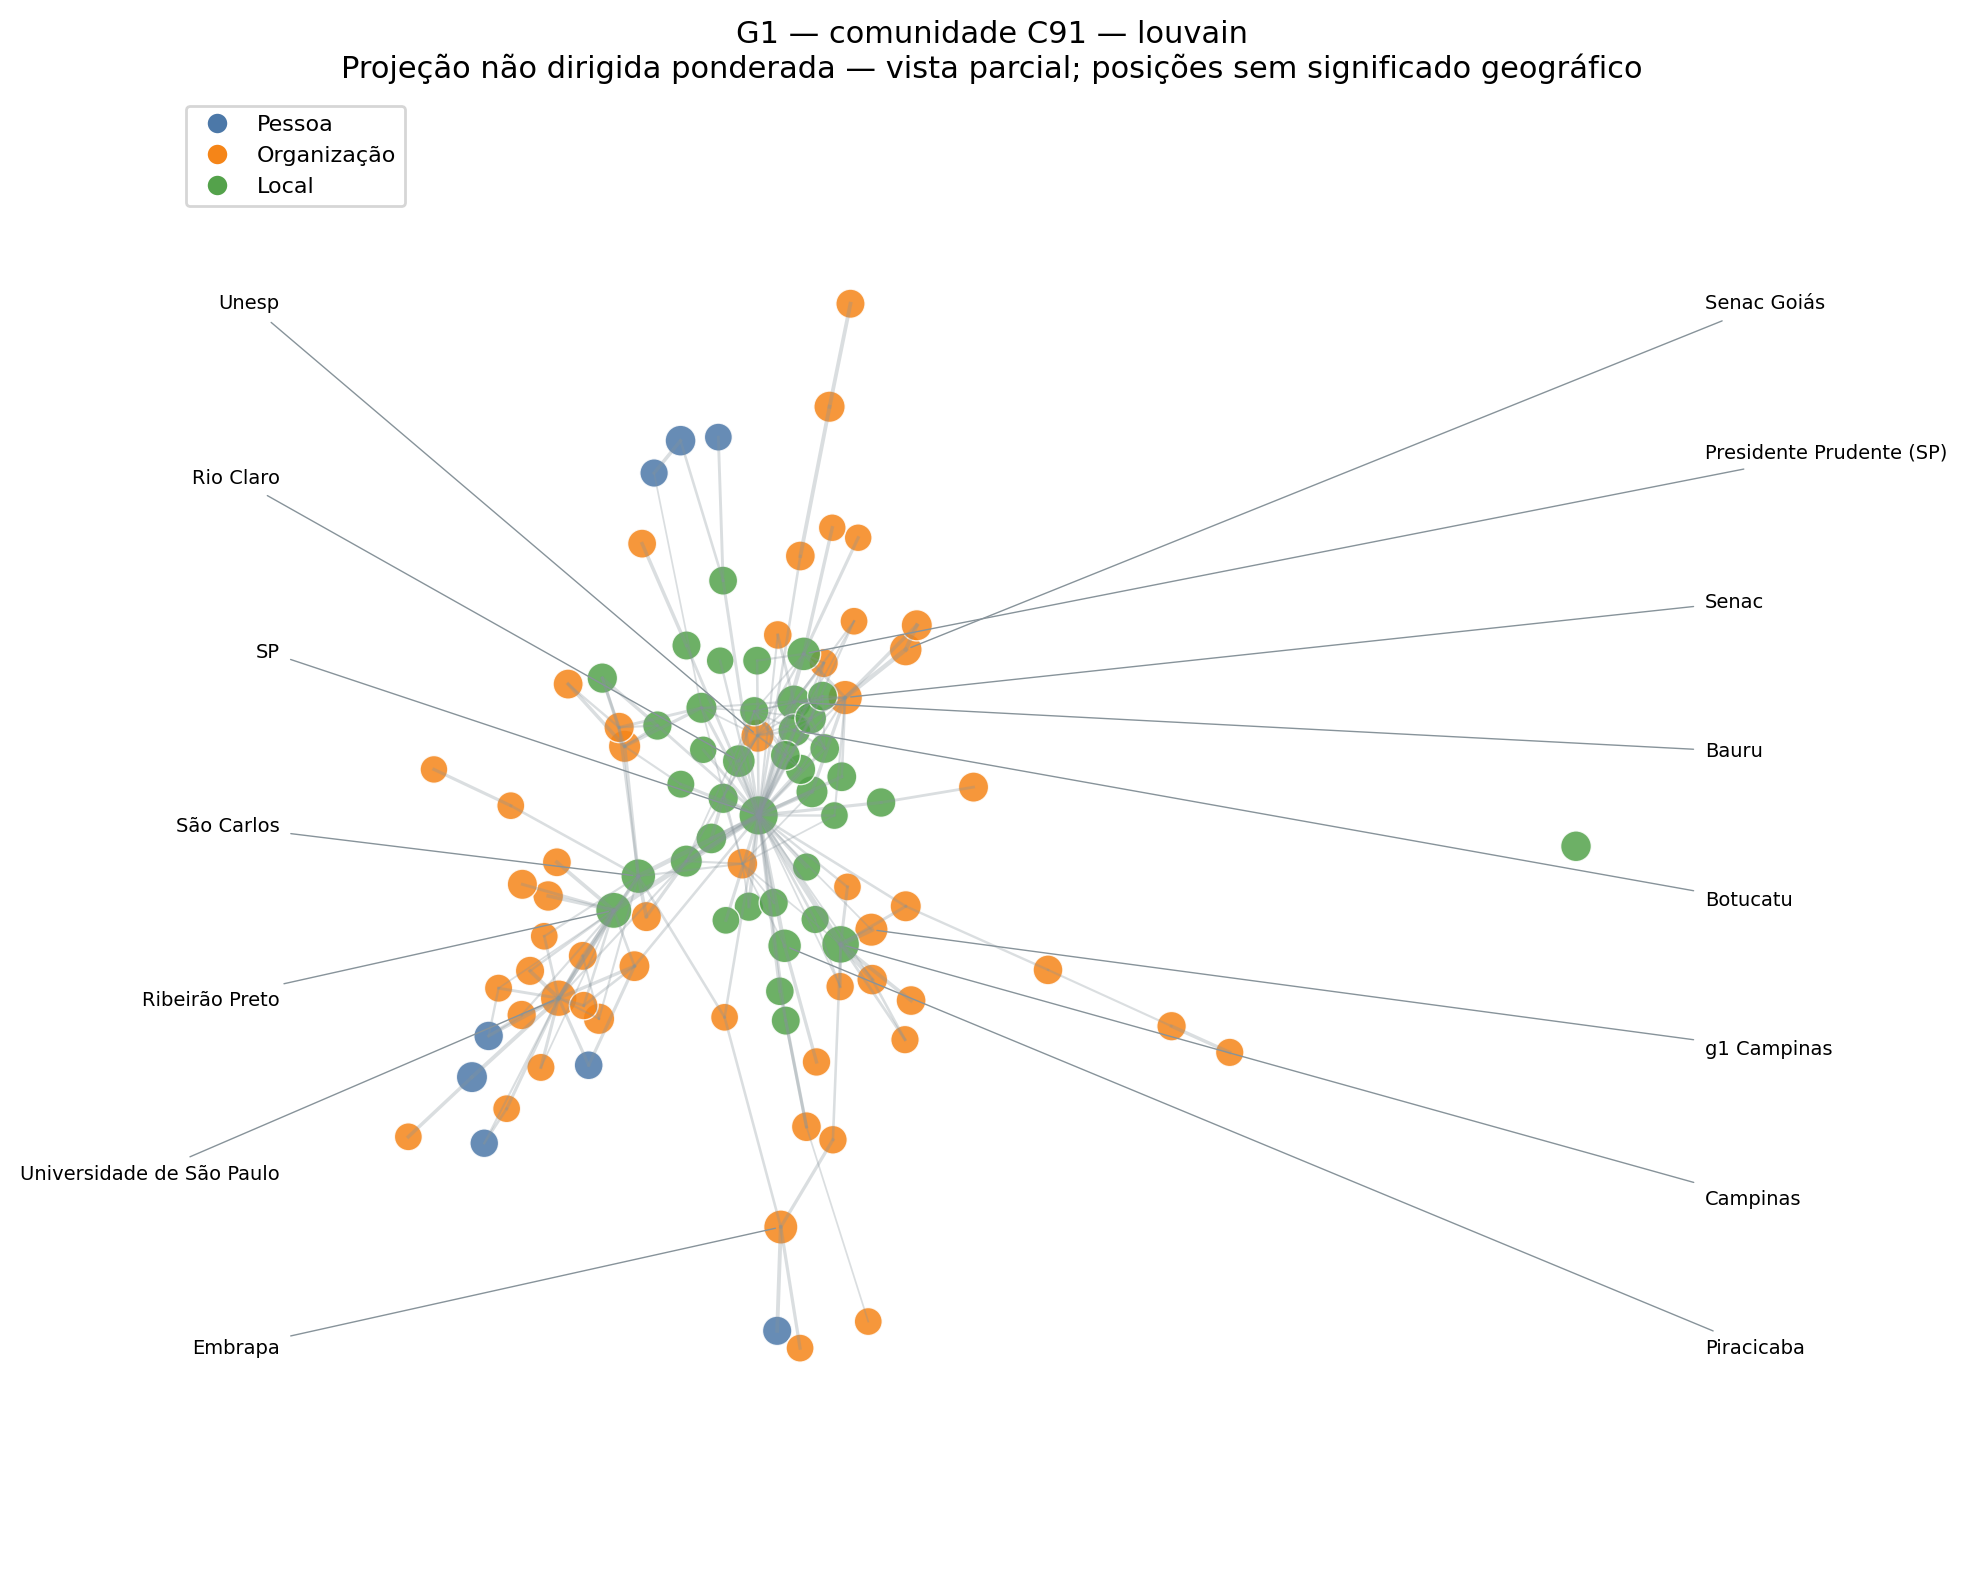 G1 — comunidade C91 — louvain
Projeção não dirigida ponderada — vista parcial; posições sem significado geográfico
Pessoa
Organização
Local
Unesp
Rio Claro
SP
São Carlos
Ribeirão Preto
Universidade de São Paulo
Embrapa
Senac Goiás
Presidente Prudente (SP)
Senac
Bauru
Botucatu
g1 Campinas
Campinas
Piracicaba